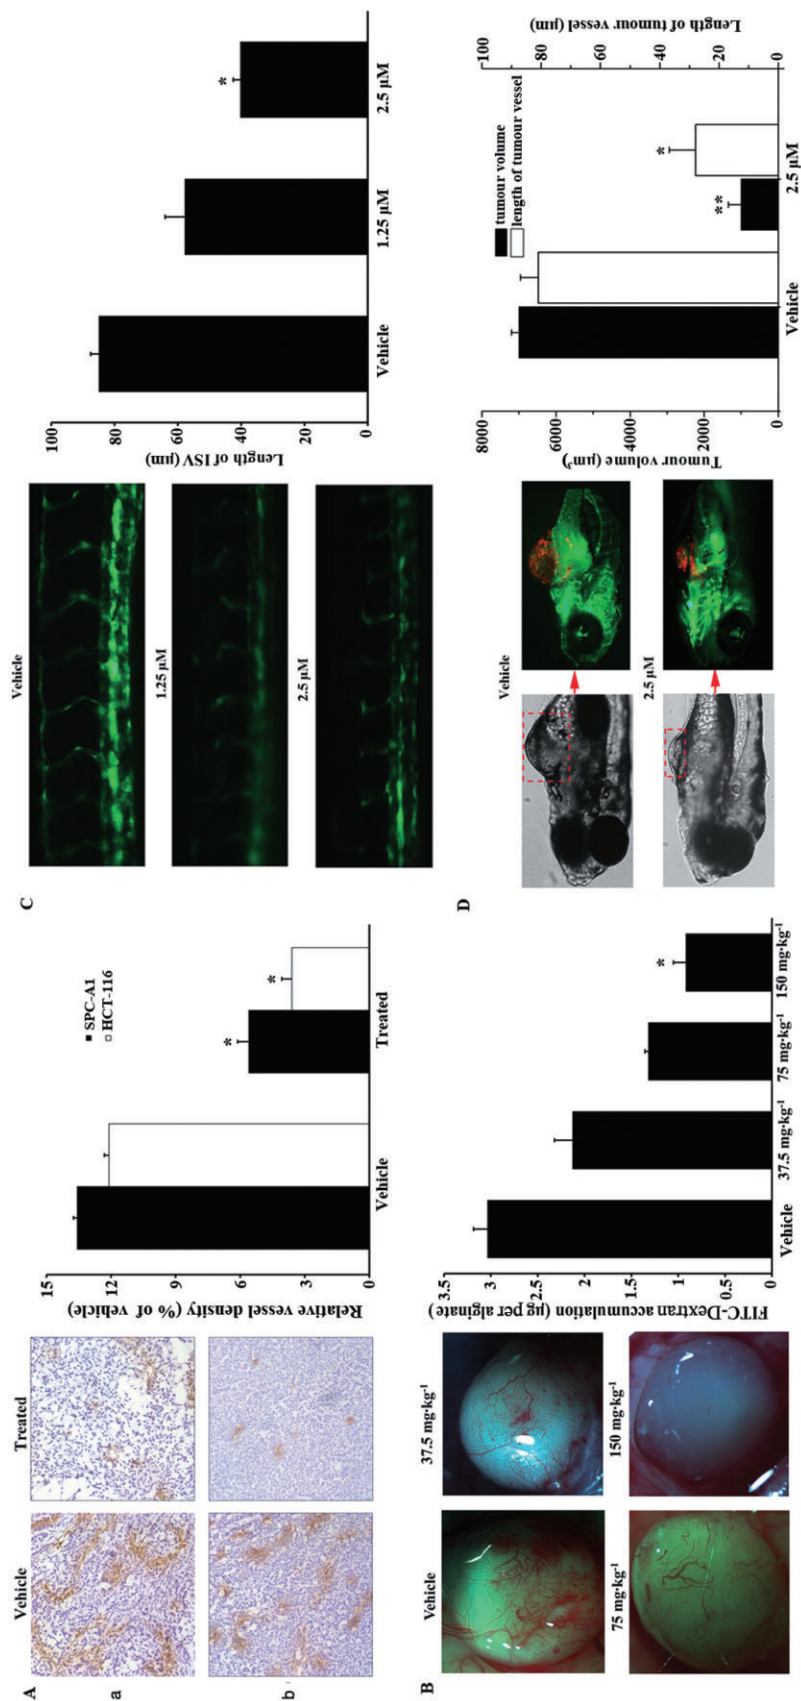 A
Vehicle
Treated
a
b
Relative vessel density (% of vehicle)
15
12
9
6
3
0
SPC-A1
HCT-116
*
*
Vehicle
Treated
B
Vehicle
37.5 mg·kg⁻¹
75 mg·kg⁻¹
150 mg·kg⁻¹
FITC-Dextran accumulation (µg per alginate)
3.5
3
2.5
2
1.5
1
0.5
0
*
Vehicle
37.5 mg·kg⁻¹
75 mg·kg⁻¹
150 mg·kg⁻¹
C
Vehicle
1.25 µM
2.5 µM
Length of ISV (µm)
100
80
60
40
20
0
*
Vehicle
1.25 µM
2.5 µM
D
Vehicle
2.5 µM
Tumour volume (µm³)
8000
6000
4000
2000
0
tumour volume
length of tumour vessel
**
*
Vehicle
2.5 µM
100
80
60
40
20
0
Length of tumour vessel
(µm)